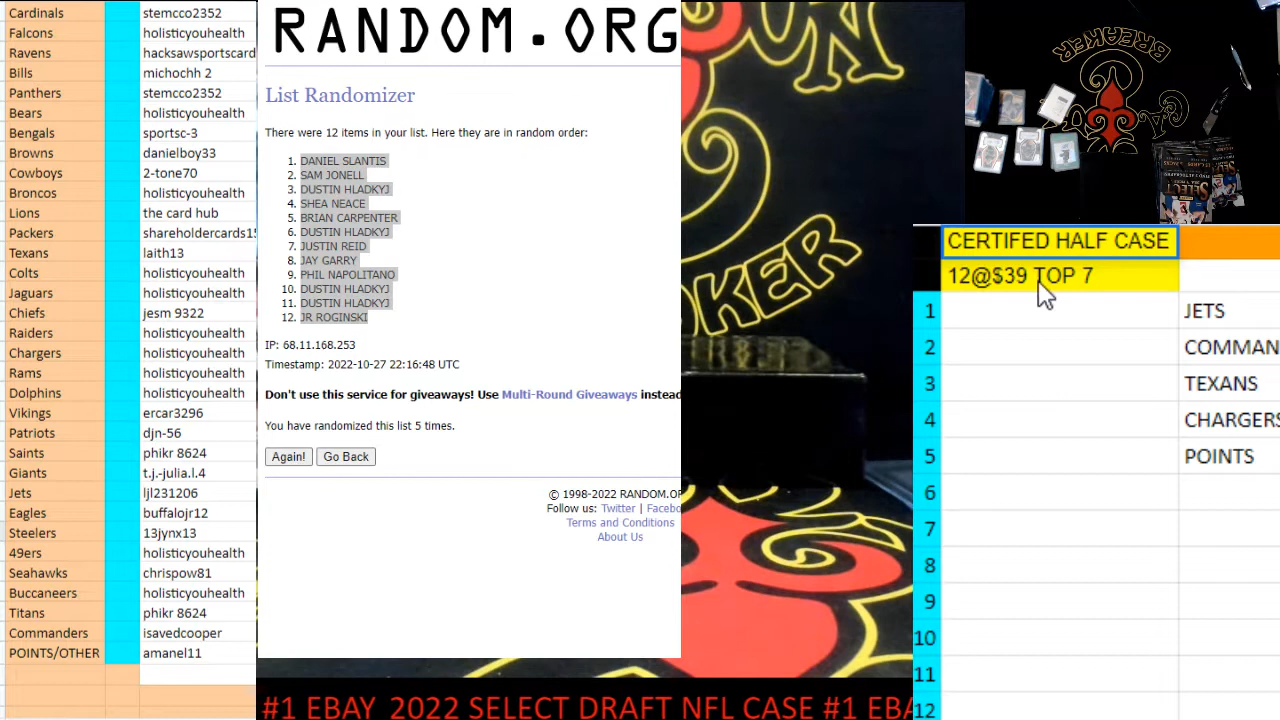 Cardinals stemcco2352
Falcons holisticyouhealth
Ravens hacksawsportscard
Bills michochh 2
Panthers stemcco2352
Bears holisticyouhealth
Bengals sportsc-3
Browns danielboy33
Cowboys 2-tone70
Broncos holisticyouhealth
Lions the card hub
Packers shareholdercards15
Texans laith13
Colts holisticyouhealth
Jaguars holisticyouhealth
Chiefs jesm 9322
Raiders holisticyouhealth
Chargers holisticyouhealth
Rams holisticyouhealth
Dolphins holisticyouhealth
Vikings ercar3296
Patriots djn-56
Saints phikr 8624
Giants t.j.-julia.l.4
Jets ljl231206
Eagles buffalojr12
Steelers 13jynx13
49ers holisticyouhealth
Seahawks chrispow81
Buccaneers holisticyouhealth
Titans phikr 8624
Commanders isavedcooper
POINTS/OTHER amanel11
RANDOM.ORG
List Randomizer
There were 12 items in your list. Here they are in random order:
1. DANIEL SLANTIS
2. SAM JONELL
3. DUSTIN HLADKYJ
4. SHEA NEACE
5. BRIAN CARPENTER
6. DUSTIN HLADKYJ
7. JUSTIN REID
8. JAY GARRY
9. PHIL NAPOLITANO
10. DUSTIN HLADKYJ
11. DUSTIN HLADKYJ
12. JR ROGINSKI
IP: 68.11.168.253
Timestamp: 2022-10-27 22:16:48 UTC
Don't use this service for giveaways! Use Multi-Round Giveaways instead
You have randomized this list 5 times.
Again! Go Back
© 1998-2022 RANDOM.OR
Follow us: Twitter | Facebo
Terms and Conditions
About Us
BREAKER
SELECT
CERTIFED HALF CASE
12@$39 TOP 7
1 JETS
2 COMMAN
3 TEXANS
4 CHARGERS
5 POINTS
6
7
8
9
10
11
12
#1 EBAY 2022 SELECT DRAFT NFL CASE #1 EBA